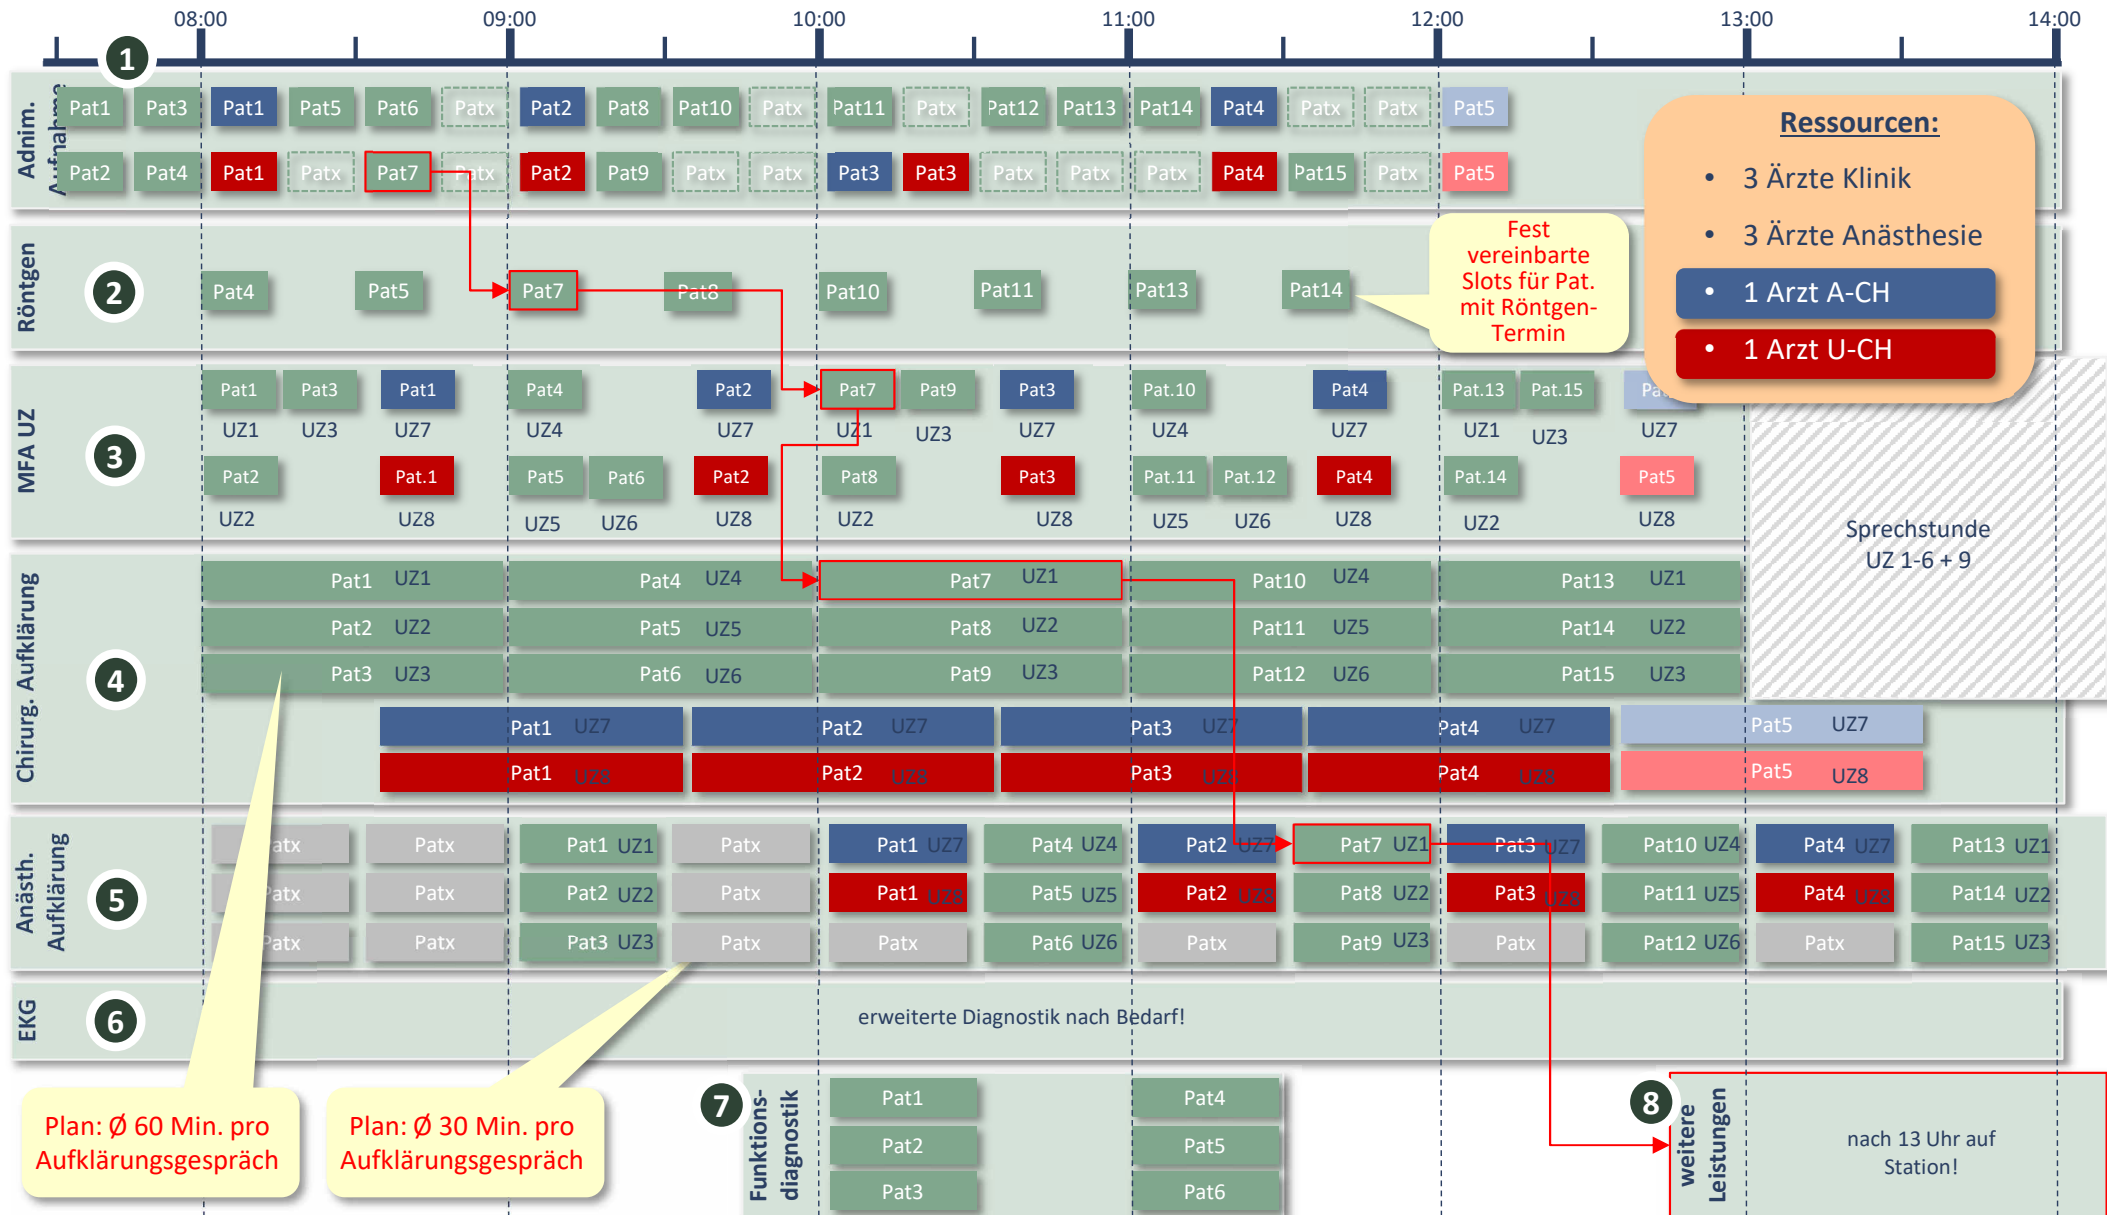 08:00 09:00 10:00 11:00 12:00 13:00 14:00
1
Adnim.
Aufnahme
Pat1 Pat3 Pat1 Pat5 Pat6 Patx Pat2 Pat8 Pat10 Patx Pat11 Patx Pat12 Pat13 Pat14 Pat4 Patx Patx Pat5
Pat2 Pat4 Pat1 Patx Pat7 Patx Pat2 Pat9 Patx Patx Pat3 Pat3 Patx Patx Patx Pat4 Pat15 Patx Pat5
Ressourcen:
• 3 Ärzte Klinik
• 3 Ärzte Anästhesie
• 1 Arzt A-CH
• 1 Arzt U-CH
Röntgen
2
Pat4 Pat5 Pat7 Pat8 Pat10 Pat11 Pat13 Pat14
Fest
vereinbarte
Slots für Pat.
mit Röntgen-
Termin
MFA UZ
3
Pat1 Pat3 Pat1 Pat4 Pat2 Pat7 Pat9 Pat3 Pat.10 Pat4 Pat.13 Pat.15
UZ1 UZ3 UZ7 UZ4 UZ7 UZ1 UZ3 UZ7 UZ4 UZ7 UZ1 UZ3 UZ7
Pat2 Pat.1 Pat5 Pat6 Pat2 Pat8 Pat3 Pat.11 Pat.12 Pat4 Pat.14 Pat5
UZ2 UZ8 UZ5 UZ6 UZ8 UZ2 UZ8 UZ5 UZ6 UZ8 UZ2 UZ8
Sprechstunde
UZ 1-6 + 9
Chirurg. Aufklärung
4
Pat1 UZ1 Pat4 UZ4 Pat7 UZ1 Pat10 UZ4 Pat13 UZ1
Pat2 UZ2 Pat5 UZ5 Pat8 UZ2 Pat11 UZ5 Pat14 UZ2
Pat3 UZ3 Pat6 UZ6 Pat9 UZ3 Pat12 UZ6 Pat15 UZ3
Pat1 UZ7 Pat2 UZ7 Pat3 UZ7 Pat4 UZ7 Pat5 UZ7
Pat1 UZ8 Pat2 UZ8 Pat3 UZ8 Pat4 UZ8 Pat5 UZ8
Anästh.
Aufklärung
5
Patx Patx Pat1 UZ1 Patx Pat1 UZ7 Pat4 UZ4 Pat2 UZ7 Pat7 UZ1 Pat3 UZ7 Pat10 UZ4 Pat4 UZ7 Pat13 UZ1
Patx Patx Pat2 UZ2 Patx Pat1 UZ8 Pat5 UZ5 Pat2 UZ8 Pat8 UZ2 Pat3 UZ8 Pat11 UZ5 Pat4 UZ8 Pat14 UZ2
Patx Patx Pat3 UZ3 Patx Patx Pat6 UZ6 Patx Pat9 UZ3 Patx Pat12 UZ6 Patx Pat15 UZ3
EKG
6
erweiterte Diagnostik nach Bedarf!
Plan: Ø 60 Min. pro
Aufklärungsgespräch
Plan: Ø 30 Min. pro
Aufklärungsgespräch
7
Funktions-
diagnostik
Pat1 Pat4
Pat2 Pat5
Pat3 Pat6
8
weitere
Leistungen
nach 13 Uhr auf
Station!